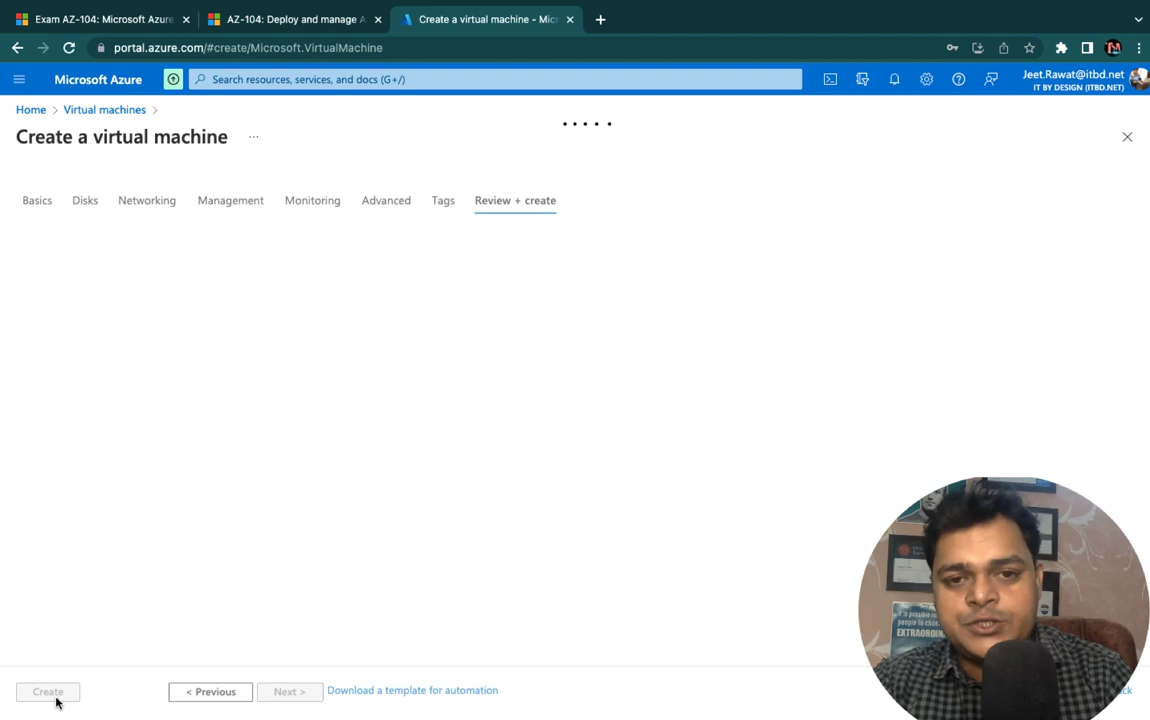 Exam AZ-104: Microsoft Azure
AZ-104: Deploy and manage A
Create a virtual machine - Mic
portal.azure.com/#create/Microsoft.VirtualMachine
Microsoft Azure
Search resources, services, and docs (G+/)
Jeet.Rawat@itbd.net
IT BY DESIGN (ITBD.NET)
Home > Virtual machines >
Create a virtual machine ...
Basics Disks Networking Management Monitoring Advanced Tags Review + create
EXTRAORDIN
Create < Previous Next > Download a template for automation